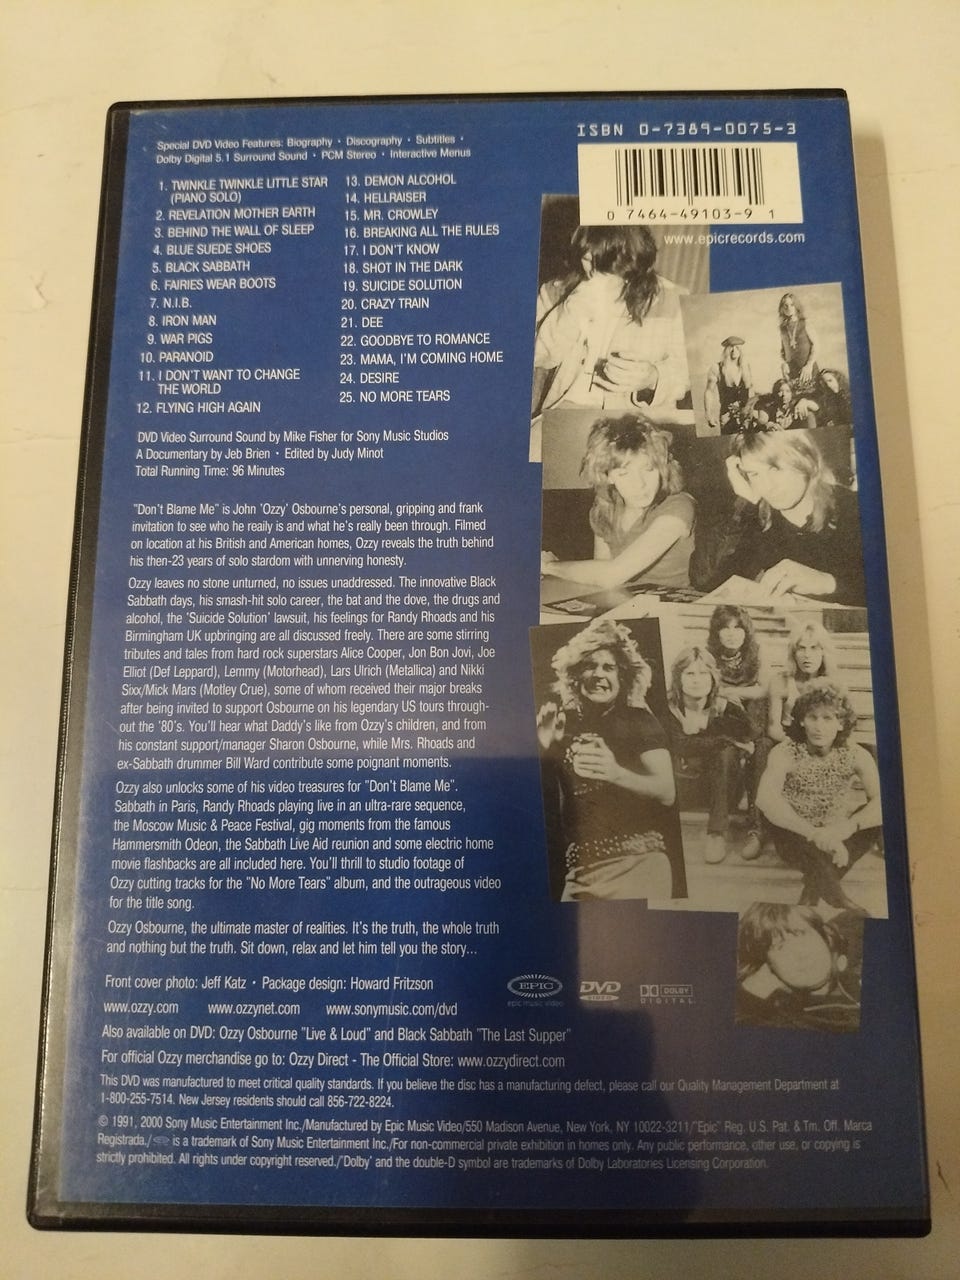 Special DVD Video Features: Biography • Discography • Subtitles •
Dolby Digital 5.1 Surround Sound • PCM Stereo • Interactive Menus
1. TWINKLE TWINKLE LITTLE STAR
(PIANO SOLO)
2. REVELATION MOTHER EARTH
3. BEHIND THE WALL OF SLEEP
4. BLUE SUEDE SHOES
5. BLACK SABBATH
6. FAIRIES WEAR BOOTS
7. N.I.B.
8. IRON MAN
9. WAR PIGS
10. PARANOID
11. I DON'T WANT TO CHANGE
THE WORLD
12. FLYING HIGH AGAIN
13. DEMON ALCOHOL
14. HELLRAISER
15. MR. CROWLEY
16. BREAKING ALL THE RULES
17. I DON'T KNOW
18. SHOT IN THE DARK
19. SUICIDE SOLUTION
20. CRAZY TRAIN
21. DEE
22. GOODBYE TO ROMANCE
23. MAMA, I'M COMING HOME
24. DESIRE
25. NO MORE TEARS
ISBN 0-7389-0075-3
0 7464-49103-9 1
www.epicrecords.com
DVD Video Surround Sound by Mike Fisher for Sony Music Studios
A Documentary by Jeb Brien • Edited by Judy Minot
Total Running Time: 96 Minutes
"Don't Blame Me" is John 'Ozzy' Osbourne's personal, gripping and frank
invitation to see who he really is and what he's really been through. Filmed
on location at his British and American homes, Ozzy reveals the truth behind
his then-23 years of solo stardom with unnerving honesty.
Ozzy leaves no stone unturned, no issues unaddressed. The innovative Black
Sabbath days, his smash-hit solo career, the bat and the dove, the drugs and
alcohol, the 'Suicide Solution' lawsuit, his feelings for Randy Rhoads and his
Birmingham UK upbringing are all discussed freely. There are some stirring
tributes and tales from hard rock superstars Alice Cooper, Jon Bon Jovi, Joe
Elliot (Def Leppard), Lemmy (Motorhead), Lars Ulrich (Metallica) and Nikki
Sixx/Mick Mars (Motley Crue), some of whom received their major breaks
after being invited to support Osbourne on his legendary US tours through-
out the '80's. You'll hear what Daddy's like from Ozzy's children, and from
his constant support/manager Sharon Osbourne, while Mrs. Rhoads and
ex-Sabbath drummer Bill Ward contribute some poignant moments.
Ozzy also unlocks some of his video treasures for "Don't Blame Me".
Sabbath in Paris, Randy Rhoads playing live in an ultra-rare sequence,
the Moscow Music & Peace Festival, gig moments from the famous
Hammersmith Odeon, the Sabbath Live Aid reunion and some electric home
movie flashbacks are all included here. You'll thrill to studio footage of
Ozzy cutting tracks for the "No More Tears" album, and the outrageous video
for the title song.
Ozzy Osbourne, the ultimate master of realities. It's the truth, the whole truth
and nothing but the truth. Sit down, relax and let him tell you the story...
Front cover photo: Jeff Katz • Package design: Howard Fritzson
EPIC
epic music video
DVD
VIDEO
DOLBY
DIGITAL
www.ozzy.com www.ozzynet.com www.sonymusic.com/dvd
Also available on DVD: Ozzy Osbourne "Live & Loud" and Black Sabbath "The Last Supper"
For official Ozzy merchandise go to: Ozzy Direct - The Official Store: www.ozzydirect.com
This DVD was manufactured to meet critical quality standards. If you believe the disc has a manufacturing defect, please call our Quality Management Department at
1-800-255-7514. New Jersey residents should call 856-722-8224.
© 1991, 2000 Sony Music Entertainment Inc./Manufactured by Epic Music Video/550 Madison Avenue, New York, NY 10022-3211/"Epic" Reg. U.S. Pat. & Tm. Off. Marca
Registrada./ is a trademark of Sony Music Entertainment Inc./For non-commercial private exhibition in homes only. Any public performance, other use, or copying is
strictly prohibited. All rights under copyright reserved./'Dolby' and the double-D symbol are trademarks of Dolby Laboratories Licensing Corporation.